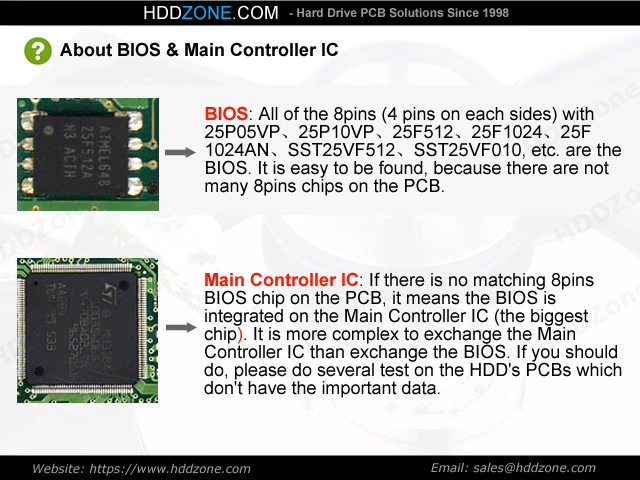 HDDZONE.COM - Hard Drive PCB Solutions Since 1998
? About BIOS & Main Controller IC
ATMEL648
25F512A
N3 ACTH
BIOS: All of the 8pins (4 pins on each sides) with
25P05VP、25P10VP、25F512、25F1024、25F
1024AN、SST25VF512、SST25VF010, etc. are the
BIOS. It is easy to be found, because there are not
many 8pins chips on the PCB.
Main Controller IC: If there is no matching 8pins
BIOS chip on the PCB, it means the BIOS is
integrated on the Main Controller IC (the biggest
chip). It is more complex to exchange the Main
Controller IC than exchange the BIOS. If you should
do, please do several test on the HDD's PCBs which
don't have the important data.
HDDZone
Website: https://www.hddzone.com
Email: sales@hddzone.com